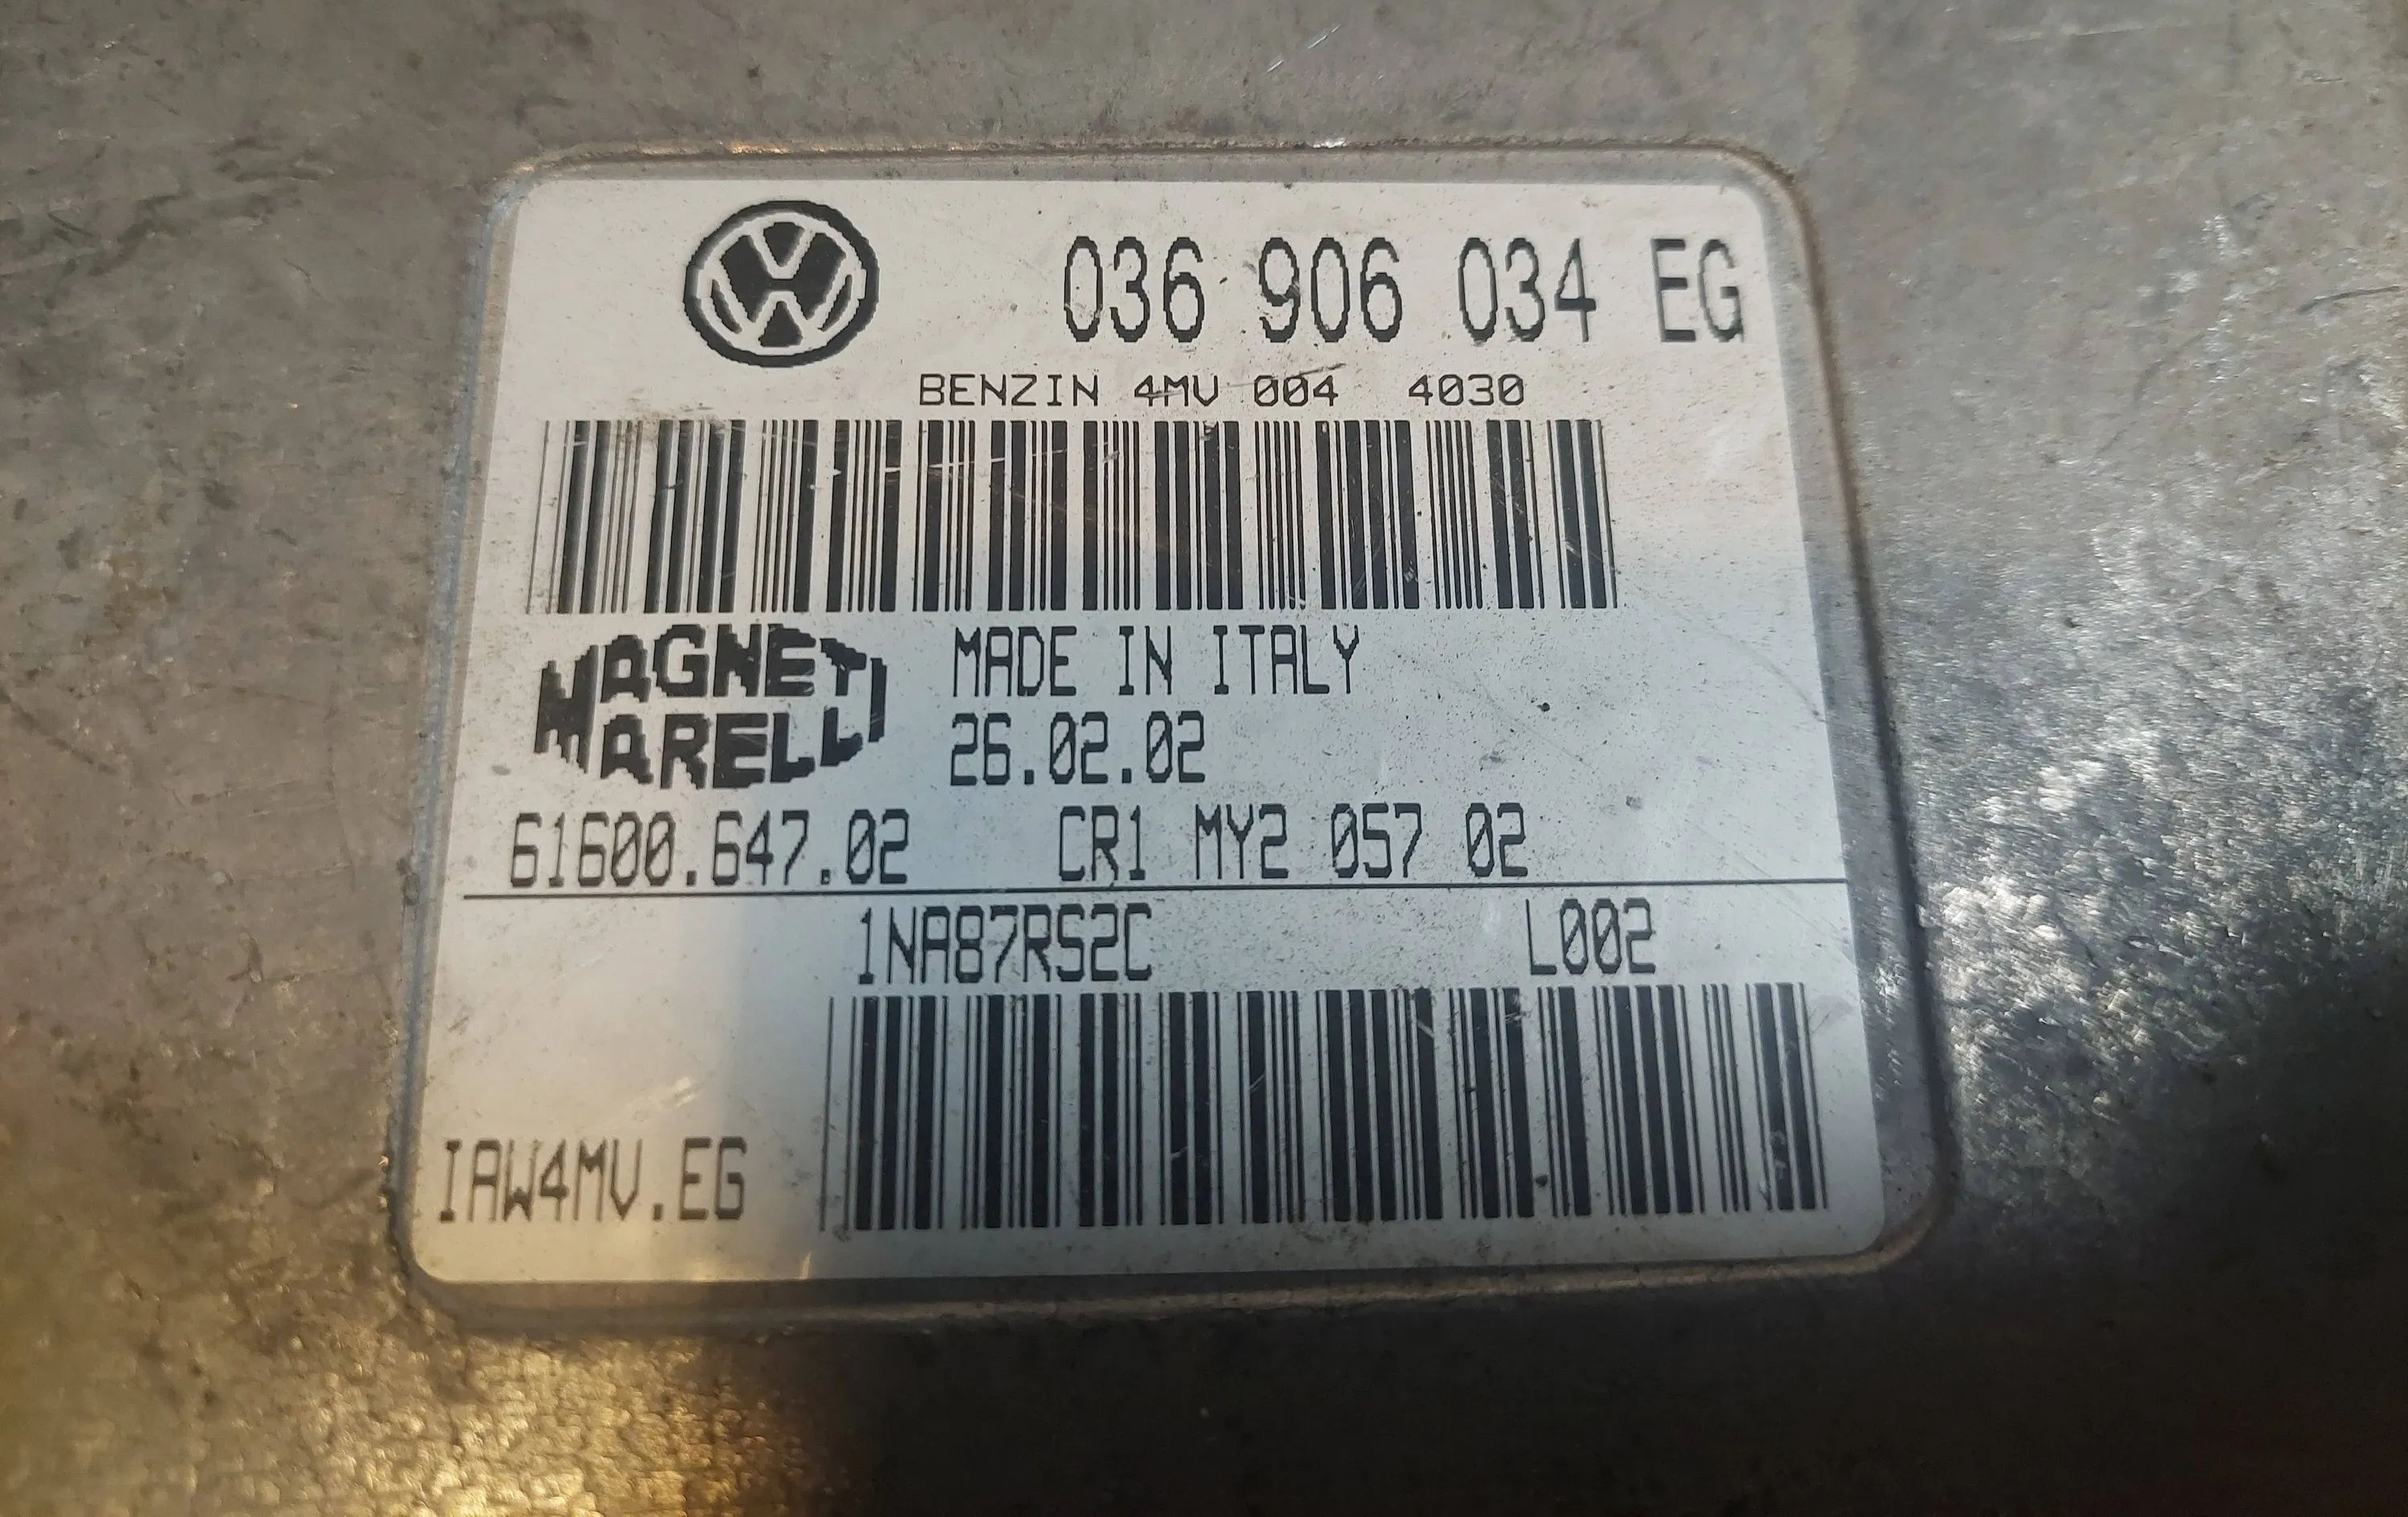 036 906 034 EG
BENZIN 4MV 004 4030
MAGNETI
MARELLI
MADE IN ITALY
26.02.02
61600.647.02 CR1 MY2 057 02
1NA87RS2C L002
IAW4MV.EG